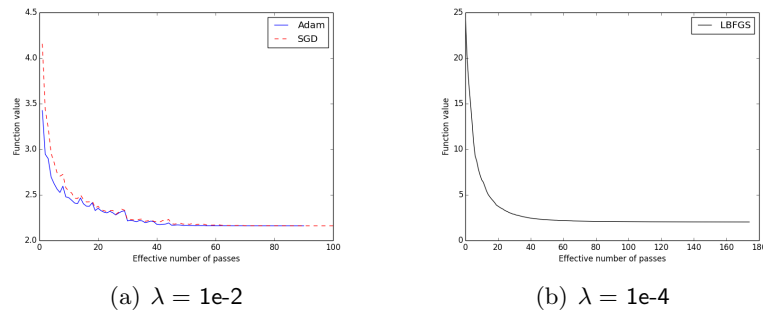 4.5
4.0
3.5
3.0
2.5
2.0
0 20 40 60 80 100
Function value
Effective number of passes
Adam
SGD
(a) λ = 1e-2
25
20
15
10
5
0
0 20 40 60 80 100 120 140 160 180
Function value
Effective number of passes
LBFGS
(b) λ = 1e-4